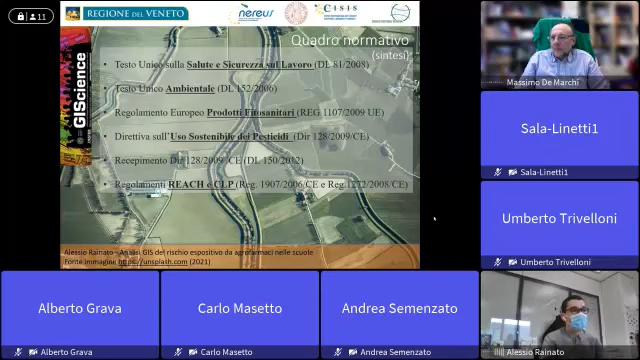 11
REGIONE DEL VENETO
nereus
CISIS
Quadro normativo
(sintesi)
GIScience
• Testo Unico sulla Salute e Sicurezza sul Lavoro (DL 81/2008)
• Testo Unico Ambientale (DL 152/2006)
• Regolamento Europeo Prodotti Fitosanitari (REG 1107/2009 UE)
• Direttiva sull'Uso Sostenibile dei Pesticidi (Dir 128/2009/CE)
• Recepimento Dir 128/2009/CE (DL 150/2012)
• Regolamenti REACH e CLP (Reg. 1907/2006/CE e Reg.1272/2008/CE)
Alessio Rainato - Analisi GIS del rischio espositivo da agrofarmaci nelle scuole
Fonte immagine https://unsplash.com (2021)
Massimo De Marchi
Sala-Linetti1
Sala-Linetti1
Umberto Trivelloni
Umberto Trivelloni
Alberto Grava
Alberto Grava
Carlo Masetto
Carlo Masetto
Andrea Semenzato
Andrea Semenzato
Alessio Rainato